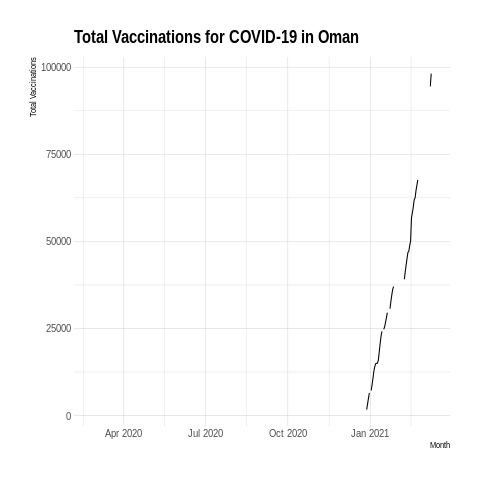 Total Vaccinations for COVID-19 in Oman
Total Vaccinations
100000
75000
50000
25000
0
Apr 2020
Jul 2020
Oct 2020
Jan 2021
Month